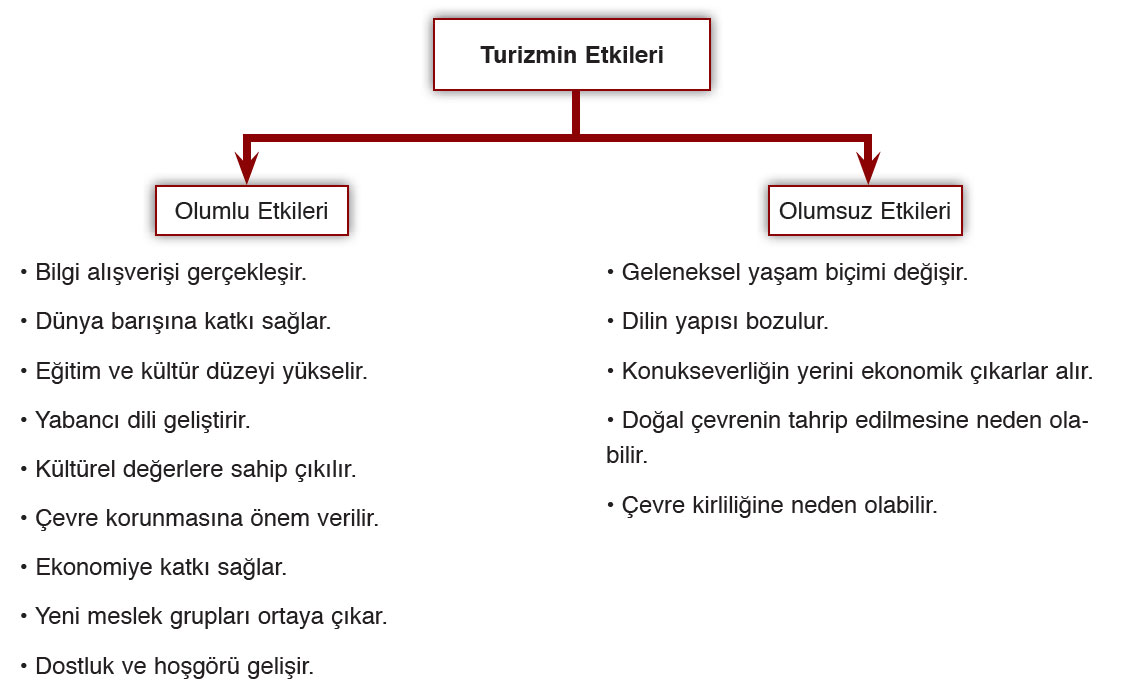 Turizmin Etkileri
Olumlu Etkileri
• Bilgi alışverişi gerçekleşir.
• Dünya barışına katkı sağlar.
• Eğitim ve kültür düzeyi yükselir.
• Yabancı dili geliştirir.
• Kültürel değerlere sahip çıkılır.
• Çevre korunmasına önem verilir.
• Ekonomiye katkı sağlar.
• Yeni meslek grupları ortaya çıkar.
• Dostluk ve hoşgörü gelişir.
Olumsuz Etkileri
• Geleneksel yaşam biçimi değişir.
• Dilin yapısı bozulur.
• Konukseverliğin yerini ekonomik çıkarlar alır.
• Doğal çevrenin tahrip edilmesine neden ola-
bilir.
• Çevre kirliliğine neden olabilir.